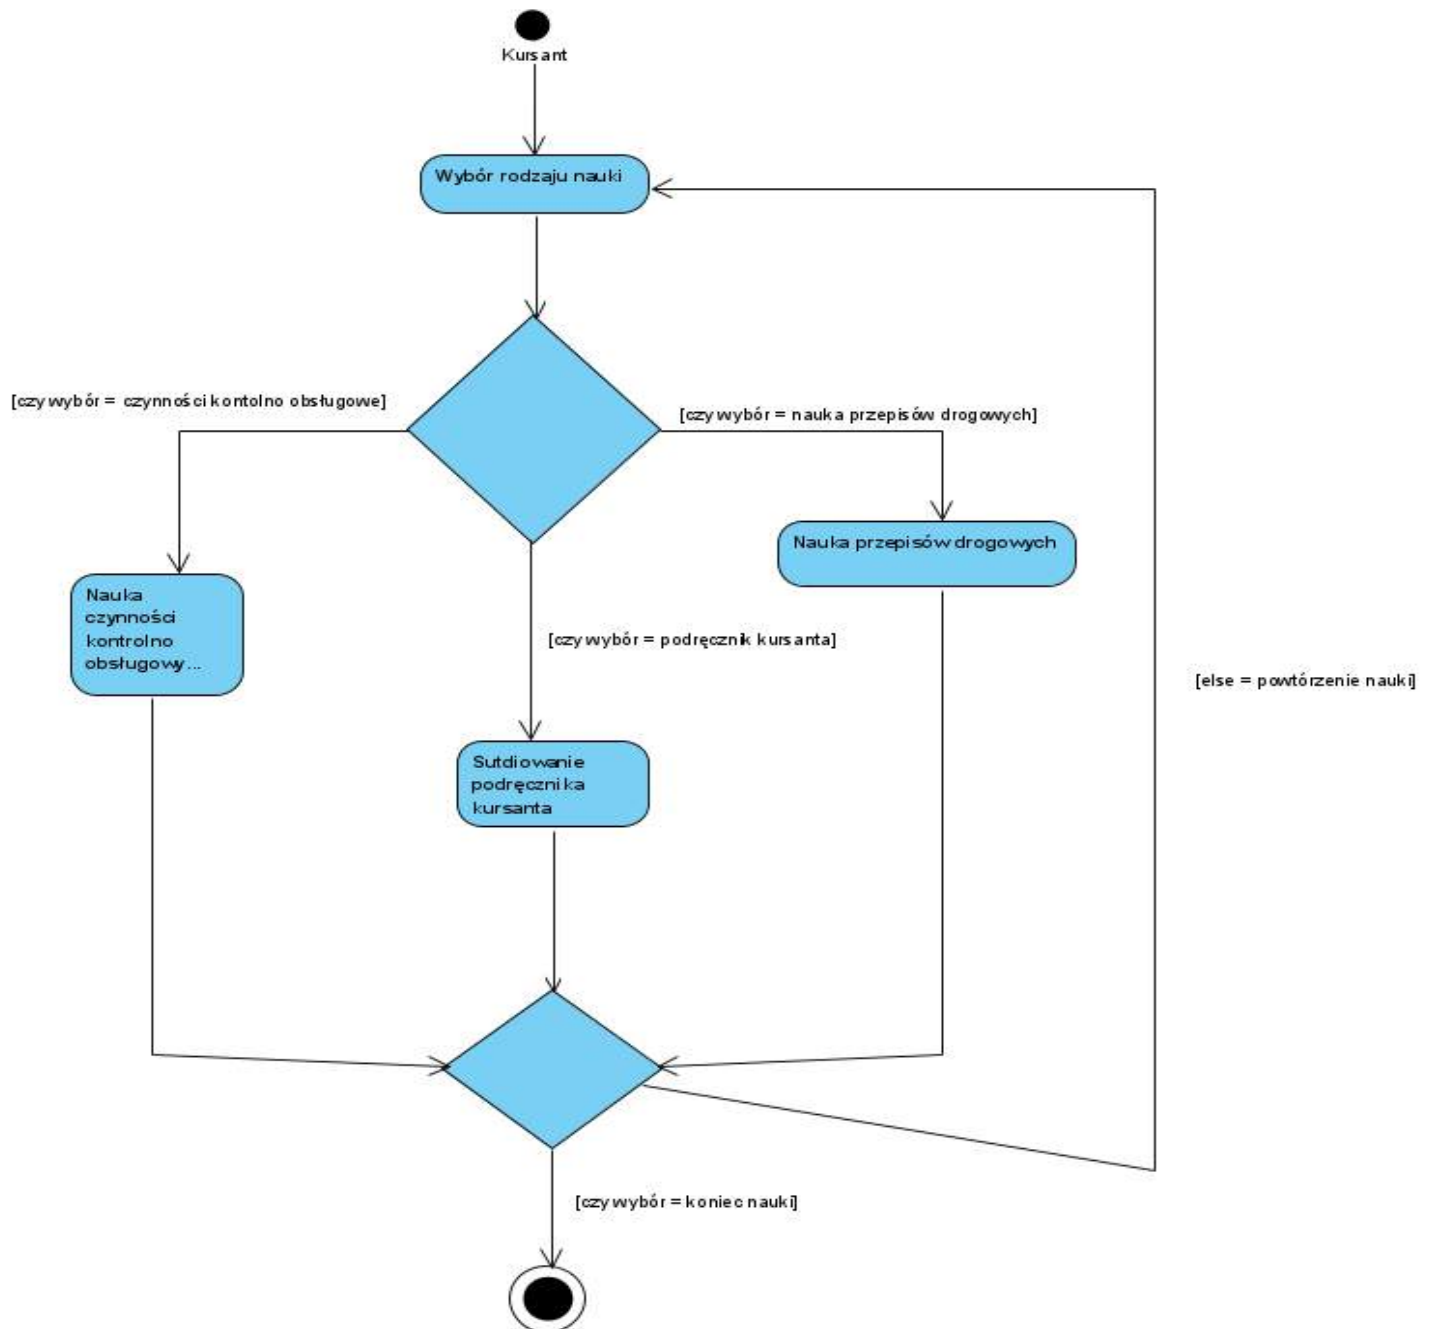 Kursant
Wybór rodzaju nauki
[czy wybór = czynności kontolno obsługowe]
[czy wybór = nauka przepisów drogowych]
Nauka przepisów drogowych
Nauka
czynności
kontrolno
obsługowy...
[czy wybór = podręcznik kursanta]
[else = powtórzenie nauki]
Sutdiowanie
podręcznika
kursanta
[czy wybór = koniec nauki]